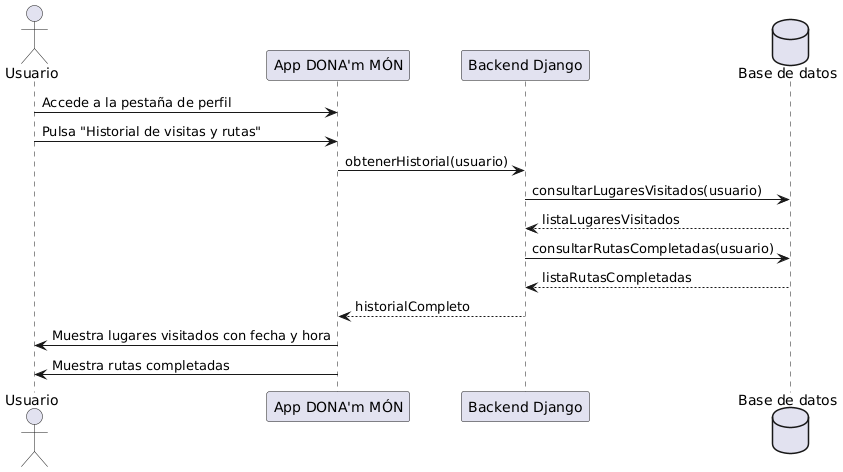 Usuario
App DONA'm MÓN
Backend Django
Base de datos
Accede a la pestaña de perfil
Pulsa "Historial de visitas y rutas"
obtenerHistorial(usuario)
consultarLugaresVisitados(usuario)
listaLugaresVisitados
consultarRutasCompletadas(usuario)
listaRutasCompletadas
historialCompleto
Muestra lugares visitados con fecha y hora
Muestra rutas completadas
Usuario
App DONA'm MÓN
Backend Django
Base de datos